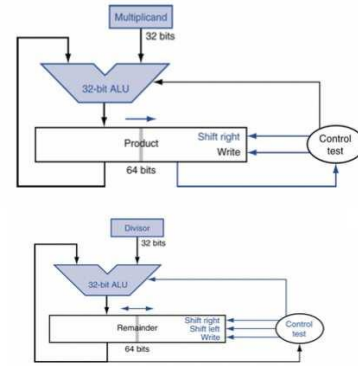 Multiplicand
32 bits
32-bit ALU
Product
Shift right
Write
Control
test
64 bits
Divisor
32 bits
32-bit ALU
Remainder
Shift right
Shift left
Write
Control
test
64 bits